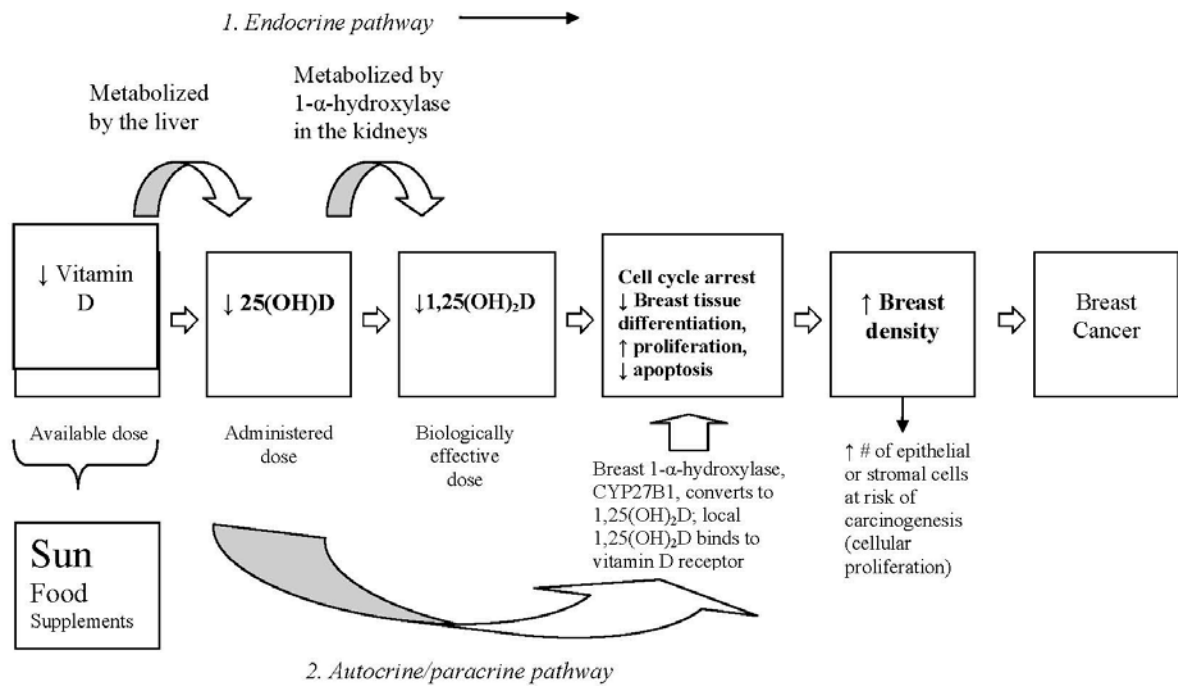 1. Endocrine pathway
Metabolized
by the liver
Metabolized by
1-α-hydroxylase
in the kidneys
↓ Vitamin
D
↓ 25(OH)D
↓1,25(OH)₂D
Cell cycle arrest
↓ Breast tissue
differentiation,
↑ proliferation,
↓ apoptosis
↑ Breast
density
Breast
Cancer
Available dose
Administered
dose
Biologically
effective
dose
Breast 1-α-hydroxylase,
CYP27B1, converts to
1,25(OH)₂D; local
1,25(OH)₂D binds to
vitamin D receptor
↑ # of epithelial
or stromal cells
at risk of
carcinogenesis
(cellular
proliferation)
Sun
Food
Supplements
2. Autocrine/paracrine pathway